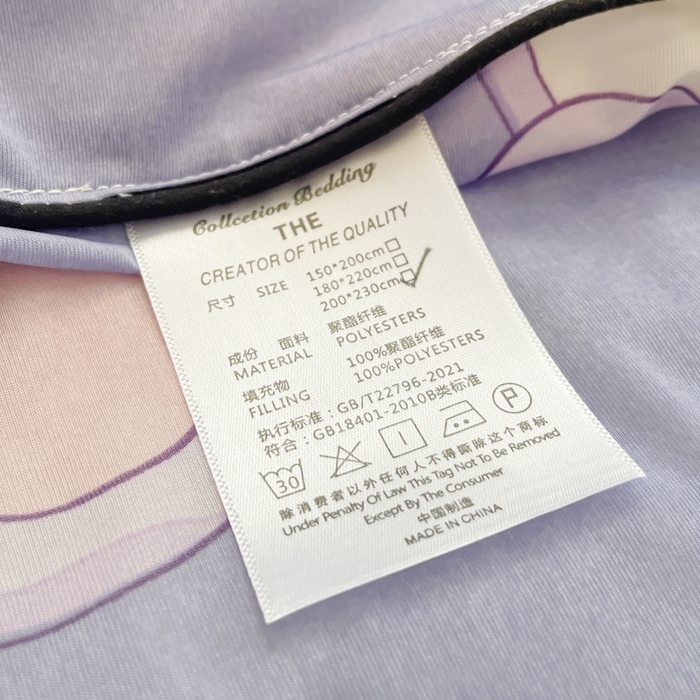 Collcetion Bedding
THE
CREATOR OF THE QUALITY
尺寸 SIZE 150*200cm
180*220cm
200*230cm
成份 面料 聚酯纤维
MATERIAL POLYESTERS
填充物 100%聚酯纤维
FILLING 100%POLYESTERS
执行标准：GB/T22796-2021
符合：GB18401-2010B类标准
30 P
除消费者以外任何人不得撕除这个商标
Under Penalty Of Law This Tag Not To Be Removed
Except By The Consumer
中国制造
MADE IN CHINA